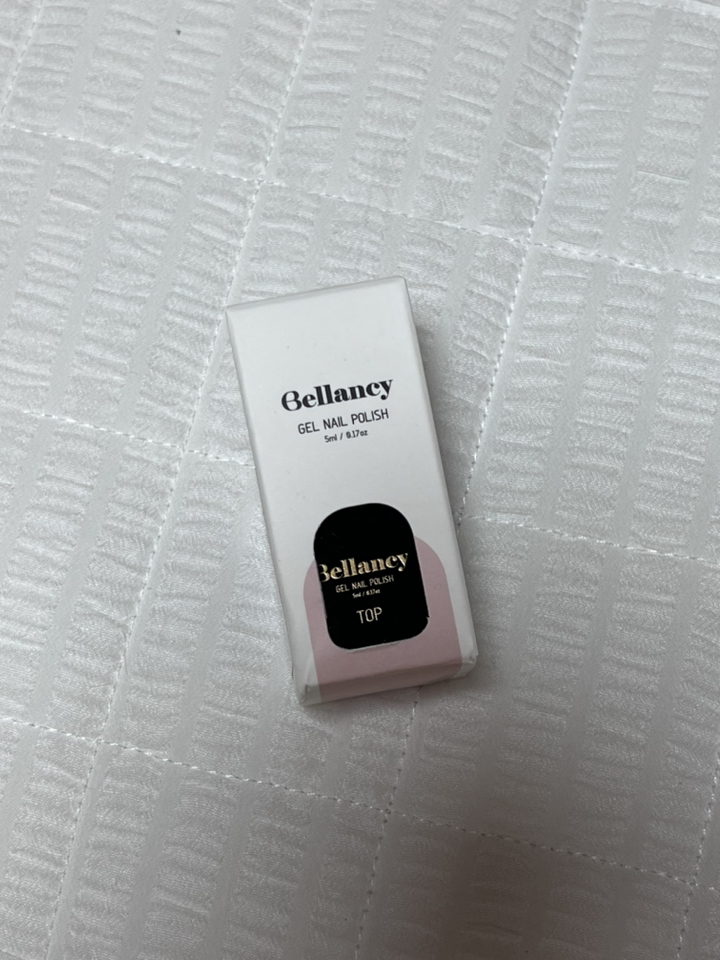 Bellancy
GEL NAIL POLISH
5ml / 0.17oz
Bellancy
GEL NAIL POLISH
5ml / 0.17oz
TOP